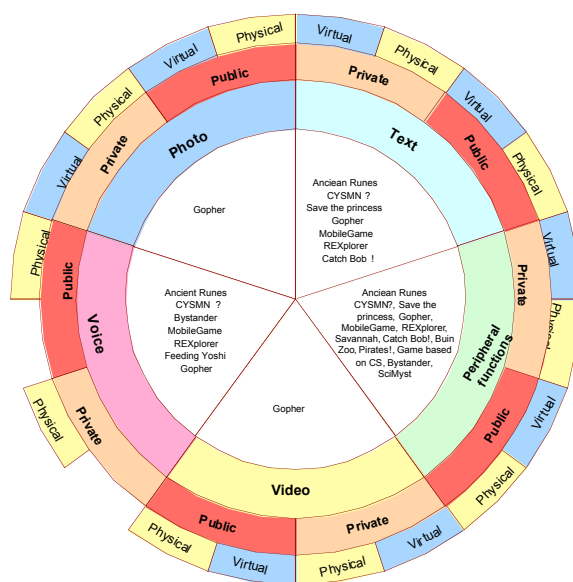 Virtual
Physical
Virtual
Physical
Virtual
Physical
Virtual
Physical
Virtual
Physical
Virtual
Physical
Physical
Virtual
Physical
Virtual
Physical
Public
Private
Public
Private
Public
Private
Public
Private
Public
Private
Photo
Text
Peripheral
functions
Video
Voice
Gopher
Anciean Runes
CYSMN ?
Save the princess
Gopher
MobileGame
REXplorer
Catch Bob !
Ancient Runes
CYSMN ?
Bystander
MobileGame
REXplorer
Feeding Yoshi
Gopher
Anciean Runes
CYSMN?, Save the
princess, Gopher,
MobileGame, REXplorer,
Savannah, Catch Bob!, Buin
Zoo, Pirates!, Game based
on CS, Bystander,
SciMyst
Gopher